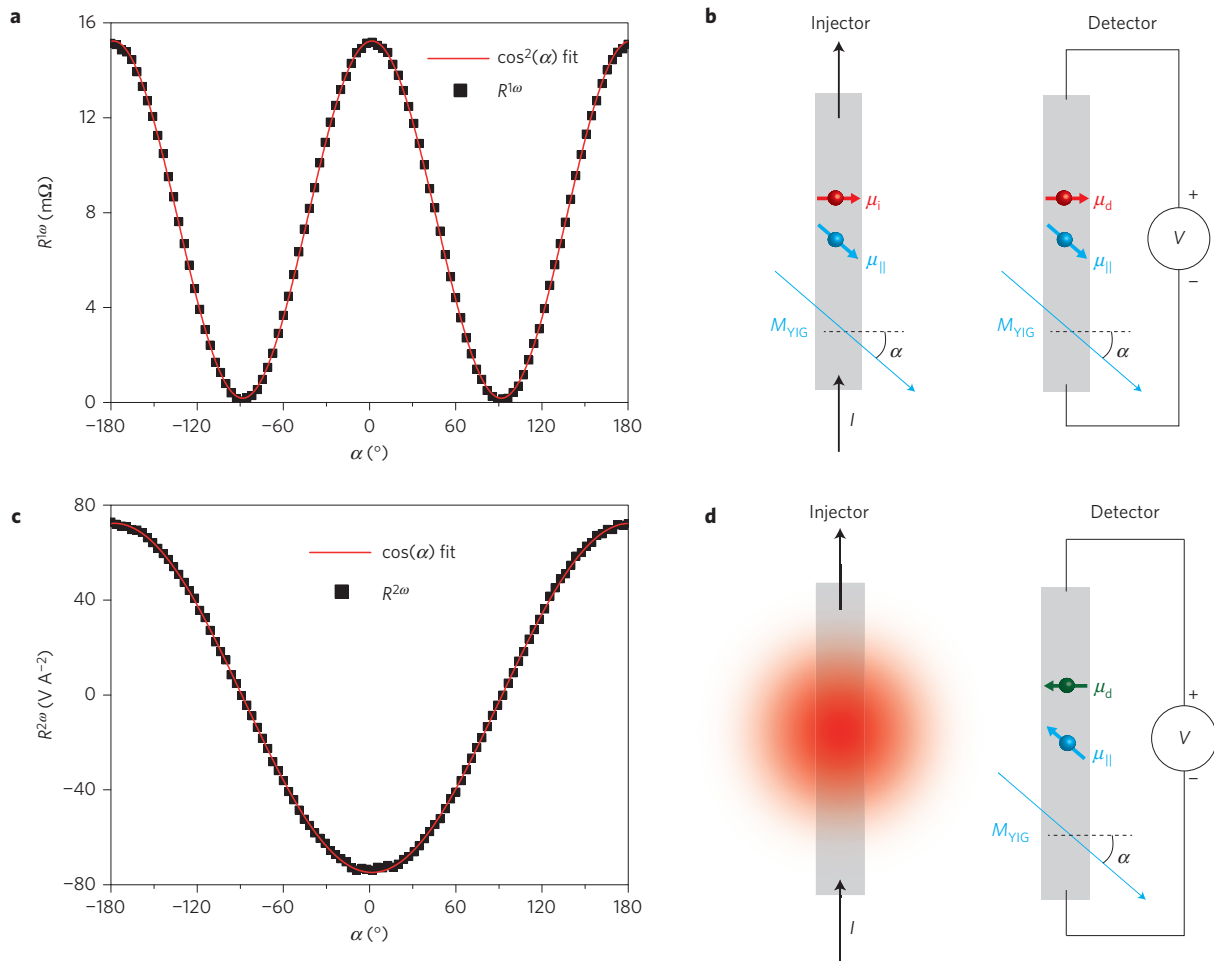 a
16
12
8
4
0
−180
−120
−60
0
60
120
180
R¹ω (mΩ)
α (°)
cos²(α) fit
R¹ω
b
Injector
Detector
μi
μ||
MYIG
α
I
μd
μ||
MYIG
α
+
V
−
c
80
40
0
−40
−80
−180
−120
−60
0
60
120
180
R²ω (V A⁻²)
α (°)
cos(α) fit
R²ω
d
Injector
Detector
I
μd
μ||
MYIG
α
+
V
−